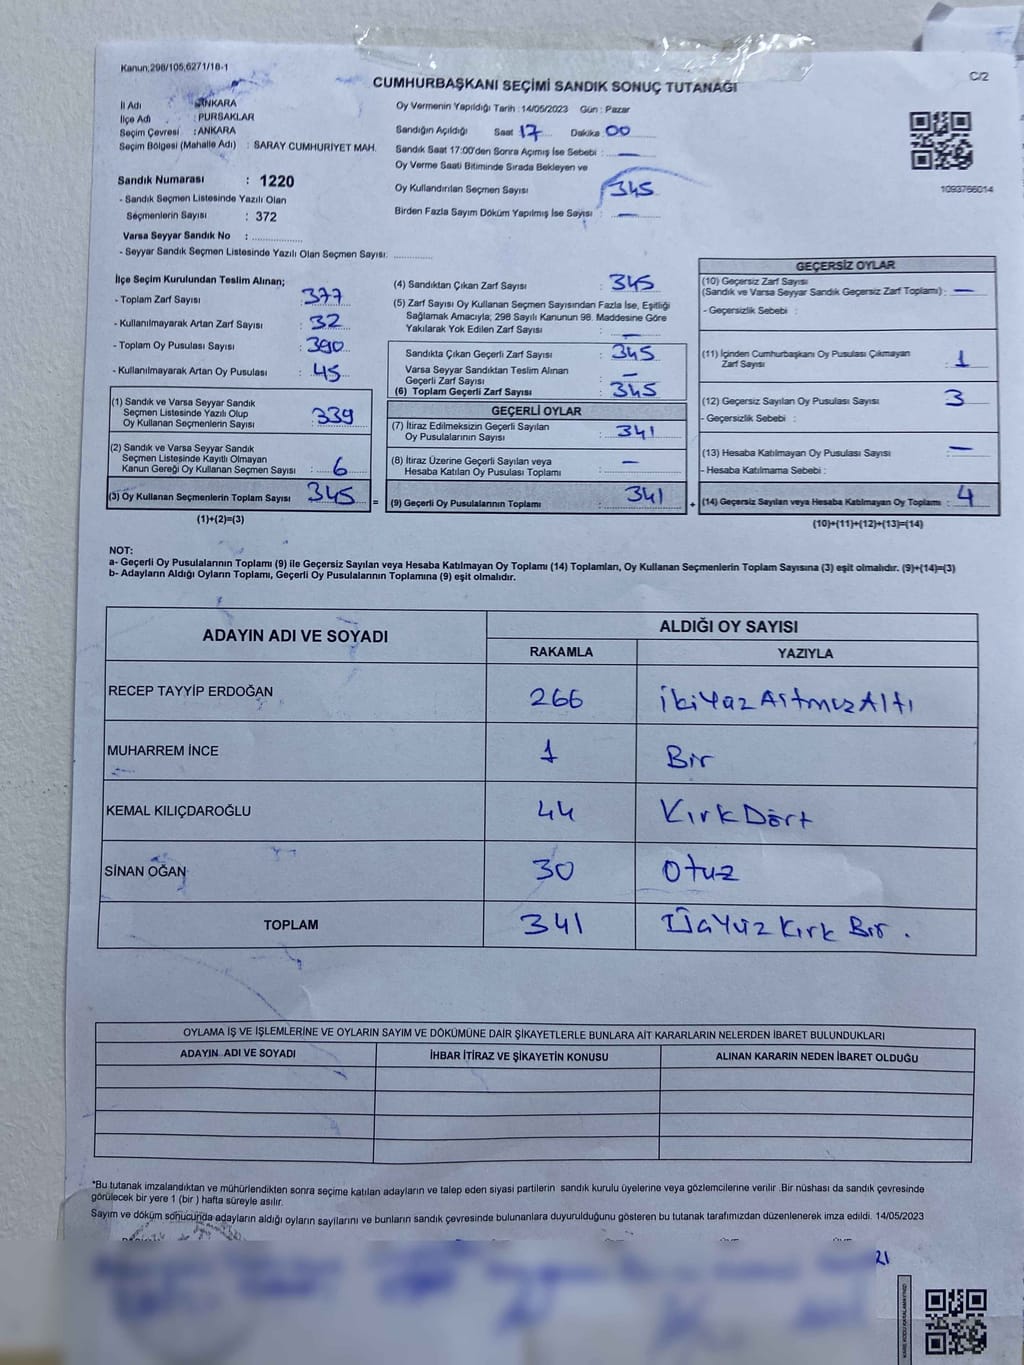 Kanun;298/105,6271/18-1
C/2
CUMHURBAŞKANI SEÇİMİ SANDIK SONUÇ TUTANAĞI
İl Adı : ANKARA
İlçe Adı : PURSAKLAR
Seçim Çevresi : ANKARA
Seçim Bölgesi (Mahalle Adı) : SARAY CUMHURİYET MAH.
Oy Vermenin Yapıldığı Tarih :14/05/2023 Gün : Pazar
Sandığın Açıldığı Saat 17 Dakika 00
Sandık Saat 17:00'den Sonra Açımış İse Sebebi : —
Oy Verme Saati Bitiminde Sırada Bekleyen ve
Oy Kullandırılan Seçmen Sayısı 345
Birden Fazla Sayım Döküm Yapılmış İse Sayısı : —
1093766014
Sandık Numarası : 1220
- Sandık Seçmen Listesinde Yazılı Olan
Seçmenlerin Sayısı : 372
Varsa Seyyar Sandık No : ................
- Seyyar Sandık Seçmen Listesinde Yazılı Olan Seçmen Sayısı: .............
İlçe Seçim Kurulundan Teslim Alınan;
- Toplam Zarf Sayısı : 377
- Kullanılmayarak Artan Zarf Sayısı : 32
- Toplam Oy Pusulası Sayısı : 390
- Kullanılmayarak Artan Oy Pusulası : 45
(1) Sandık ve Varsa Seyyar Sandık
Seçmen Listesinde Yazılı Olup
Oy Kullanan Seçmenlerin Sayısı : 339
(2) Sandık ve Varsa Seyyar Sandık
Seçmen Listesinde Kayıtlı Olmayan
Kanun Gereği Oy Kullanan Seçmen Sayısı : 6
(3) Oy Kullanan Seçmenlerin Toplam Sayısı 345
(1)+(2)=(3)
(4) Sandıktan Çıkan Zarf Sayısı : 345
(5) Zarf Sayısı Oy Kullanan Seçmen Sayısından Fazla İse, Eşitliği
Sağlamak Amacıyla; 298 Sayılı Kanunun 98. Maddesine Göre
Yakılarak Yok Edilen Zarf Sayısı : —
Sandıkta Çıkan Geçerli Zarf Sayısı : 345
Varsa Seyyar Sandıktan Teslim Alınan
Geçerli Zarf Sayısı : —
(6) Toplam Geçerli Zarf Sayısı : 345
GEÇERLİ OYLAR
(7) İtiraz Edilmeksizin Geçerli Sayılan
Oy Pusulalarının Sayısı : 341
(8) İtiraz Üzerine Geçerli Sayılan veya
Hesaba Katılan Oy Pusulası Toplamı : —
= (9) Geçerli Oy Pusulalarının Toplamı : 341
GEÇERSİZ OYLAR
(10) Geçersiz Zarf Sayısı
(Sandık ve Varsa Seyyar Sandık Geçersiz Zarf Toplamı) : —
- Geçersizlik Sebebi :
(11) İçinden Cumhurbaşkanı Oy Pusulası Çıkmayan
Zarf Sayısı : 1
(12) Geçersiz Sayılan Oy Pusulası Sayısı : 3
- Geçersizlik Sebebi :
(13) Hesaba Katılmayan Oy Pusulası Sayısı : —
- Hesaba Katılmama Sebebi :
+ (14) Geçersiz Sayılan veya Hesaba Katılmayan Oy Toplamı : 4
(10)+(11)+(12)+(13)=(14)
NOT:
a- Geçerli Oy Pusulalarının Toplamı (9) ile Geçersiz Sayılan veya Hesaba Katılmayan Oy Toplamı (14) Toplamları, Oy Kullanan Seçmenlerin Toplam Sayısına (3) eşit olmalıdır. (9)+(14)=(3)
b- Adayların Aldığı Oyların Toplamı, Geçerli Oy Pusulalarının Toplamına (9) eşit olmalıdır.
ADAYIN ADI VE SOYADI ALDIĞI OY SAYISI
RAKAMLA YAZIYLA
RECEP TAYYİP ERDOĞAN 266 ikiYüzAltmışAltı
MUHARREM İNCE 1 Bir
KEMAL KILIÇDAROĞLU 44 KırkDört
SİNAN OĞAN 30 Otuz
TOPLAM 341 ÜçYüzKırk Bir .
OYLAMA İŞ VE İŞLEMLERİNE VE OYLARIN SAYIM VE DÖKÜMÜNE DAİR ŞİKAYETLERLE BUNLARA AİT KARARLARIN NELERDEN İBARET BULUNDUKLARI
ADAYIN ADI VE SOYADI İHBAR İTİRAZ VE ŞİKAYETİN KONUSU ALINAN KARARIN NEDEN İBARET OLDUĞU
*Bu tutanak imzalandıktan ve mühürlendikten sonra seçime katılan adayların ve talep eden siyasi partilerin sandık kurulu üyelerine veya gözlemcilerine verilir .Bir nüshası da sandık çevresinde
görülecek bir yere 1 (bir ) hafta süreyle asılır.
Sayım ve döküm sonucunda adayların aldığı oyların sayılarını ve bunların sandık çevresinde bulunanlara duyurulduğunu gösteren bu tutanak tarafımızdan düzenlenerek imza edildi. 14/05/2023
21